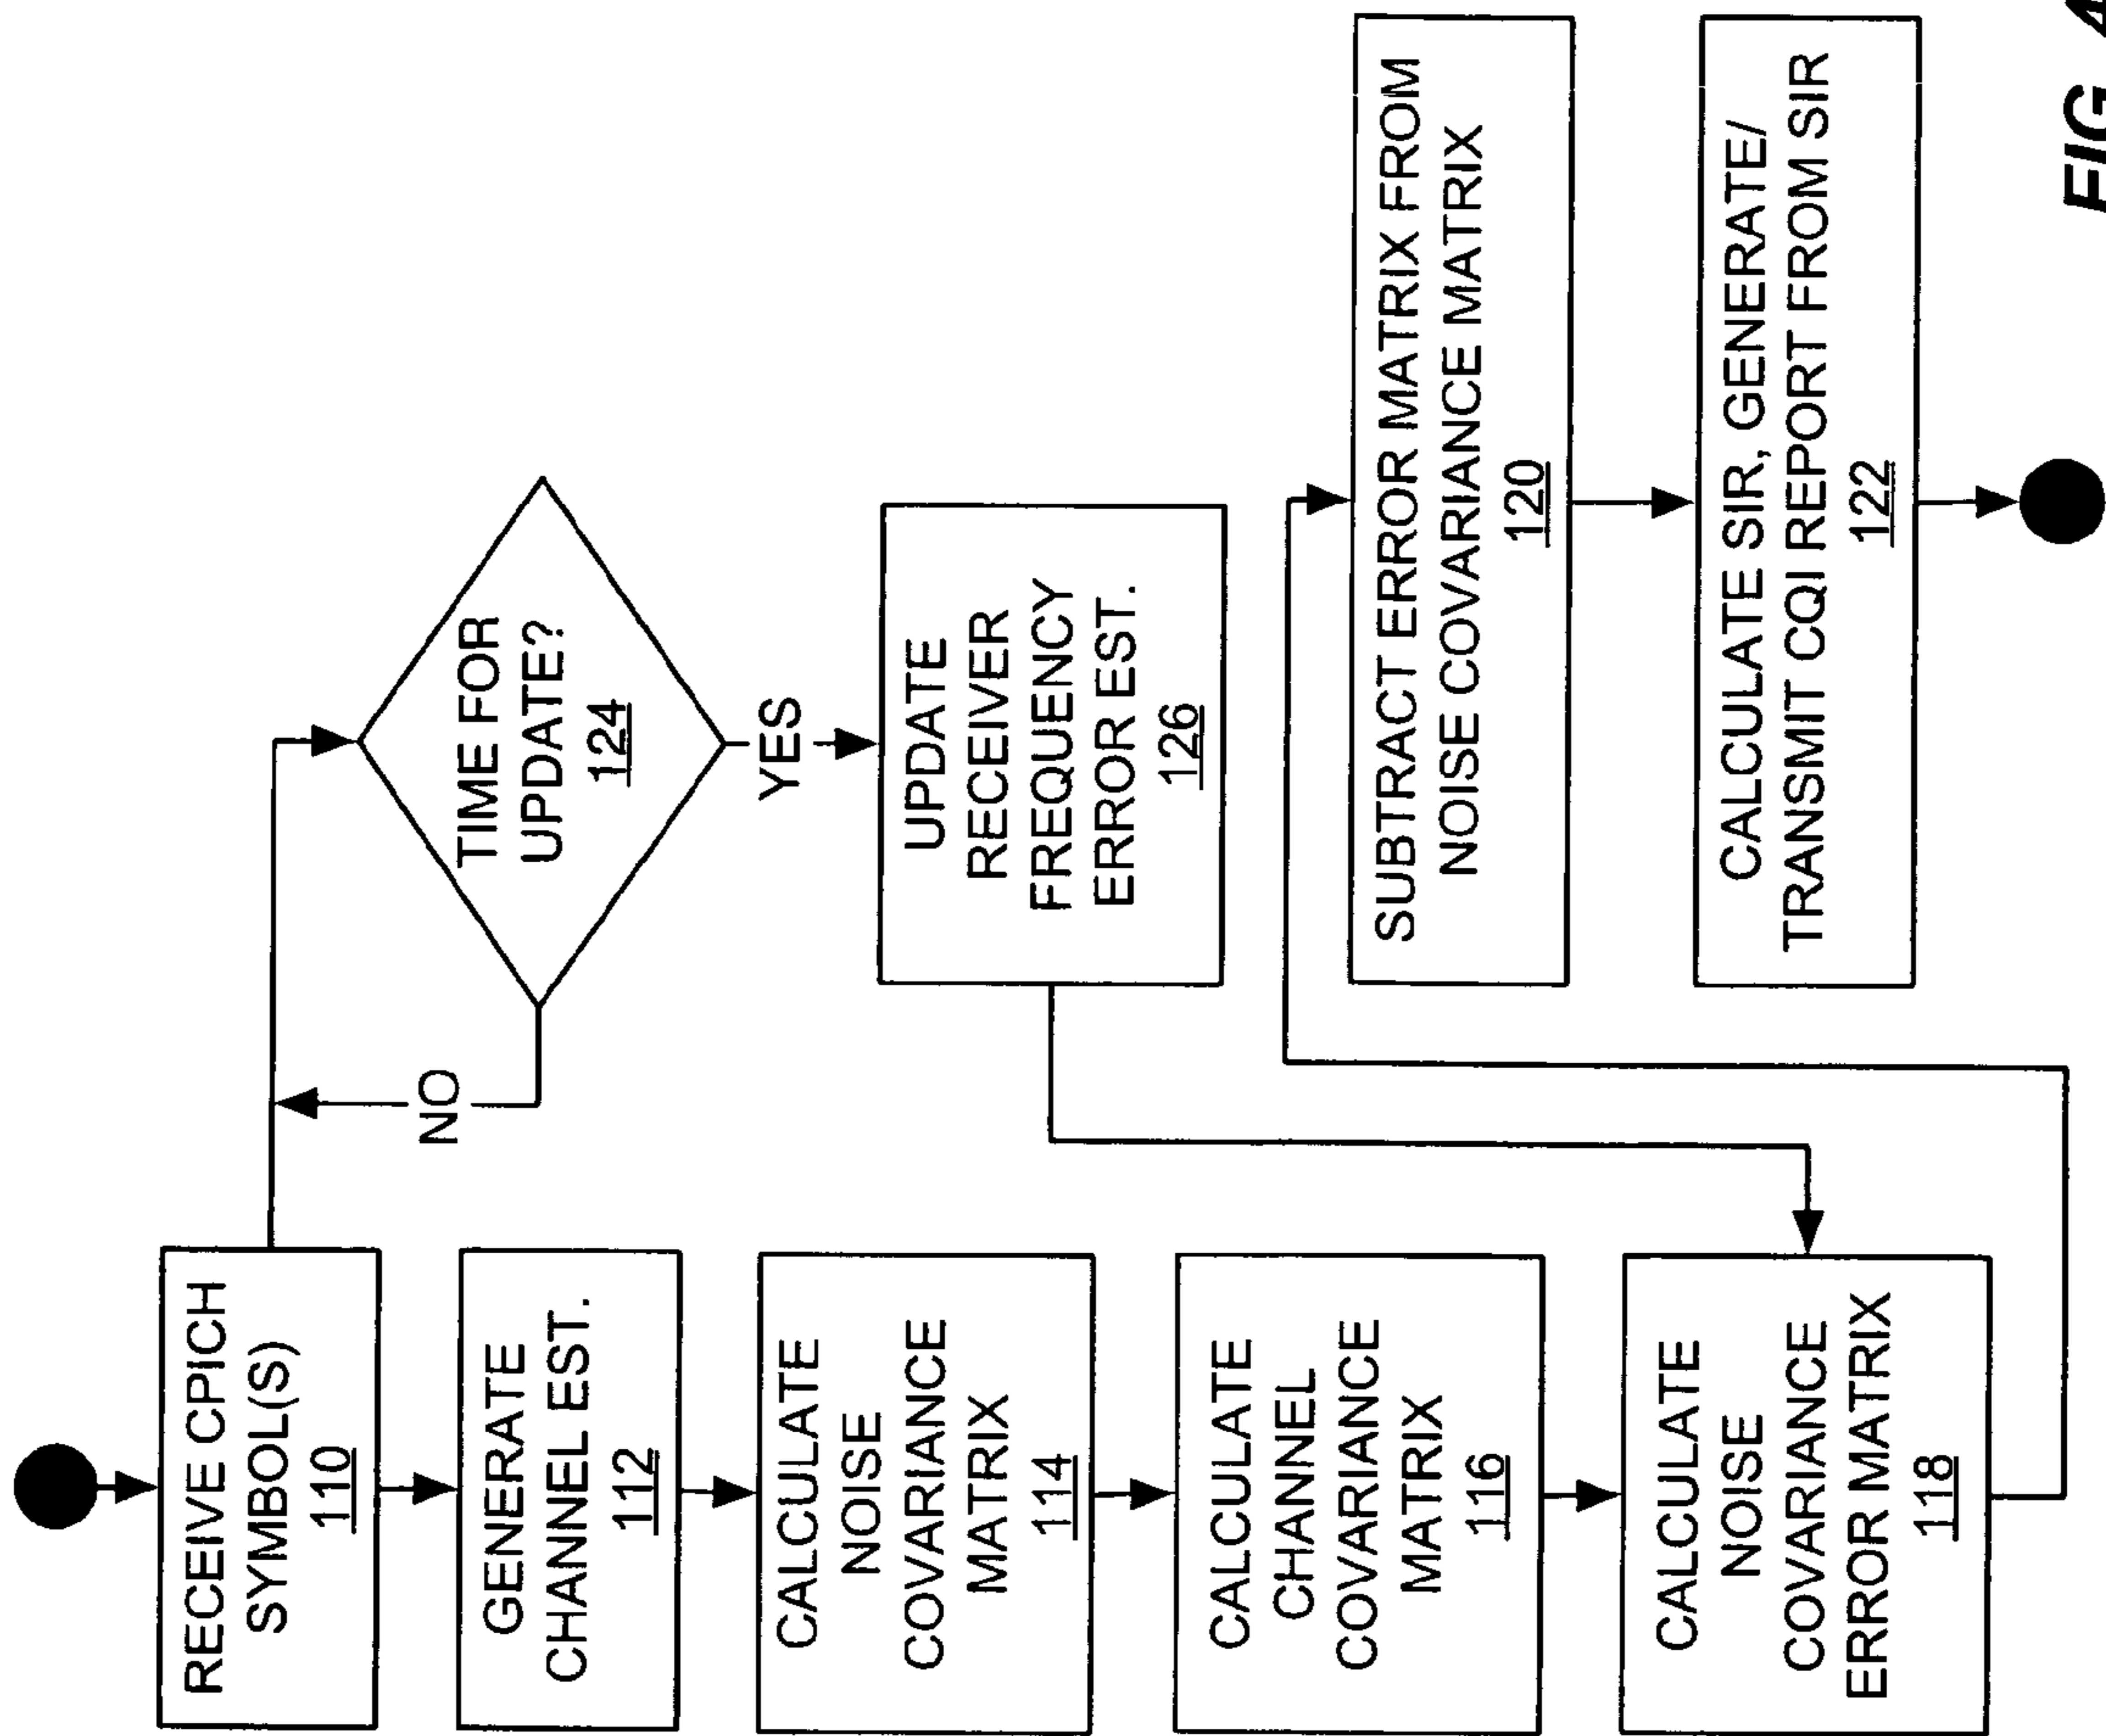 RECEIVE CPICH
SYMBOL(S)
110
GENERATE
CHANNEL EST.
112
CALCULATE
NOISE
COVARIANCE
MATRIX
114
CALCULATE
CHANNEL
COVARIANCE
MATRIX
116
CALCULATE
NOISE
COVARIANCE
ERROR MATRIX
118
NO
TIME FOR
UPDATE?
124
YES
UPDATE
RECEIVER
FREQUENCY
ERROR EST.
126
SUBTRACT ERROR MATRIX FROM
NOISE COVARIANCE MATRIX
120
CALCULATE SIR, GENERATE/
TRANSMIT CQI REPORT FROM SIR
122
FIG. 4